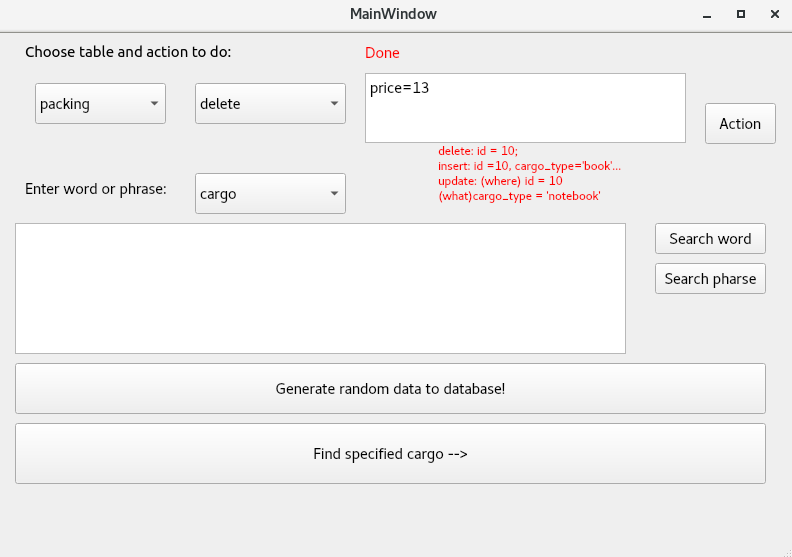 MainWindow
Choose table and action to do:
Done
packing
delete
price=13
Action
delete: id = 10;
insert: id =10, cargo_type='book'...
update: (where) id = 10
(what)cargo_type = 'notebook'
Enter word or phrase:
cargo
Search word
Search pharse
Generate random data to database!
Find specified cargo -->